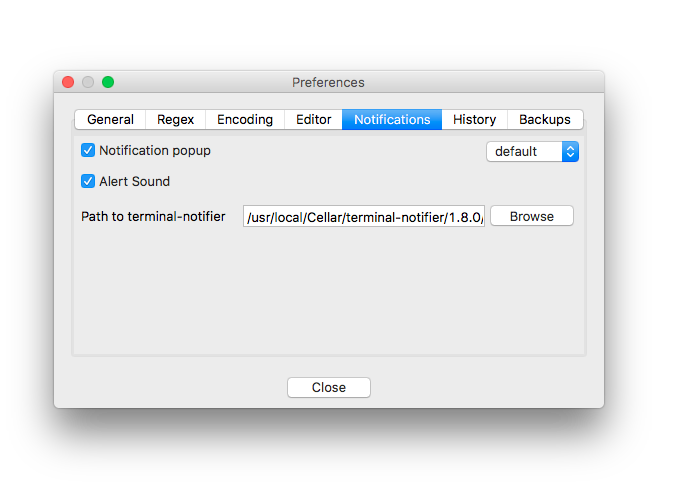 Preferences
General Regex Encoding Editor Notifications History Backups
Notification popup default
Alert Sound
Path to terminal-notifier /usr/local/Cellar/terminal-notifier/1.8.0/ Browse
Close